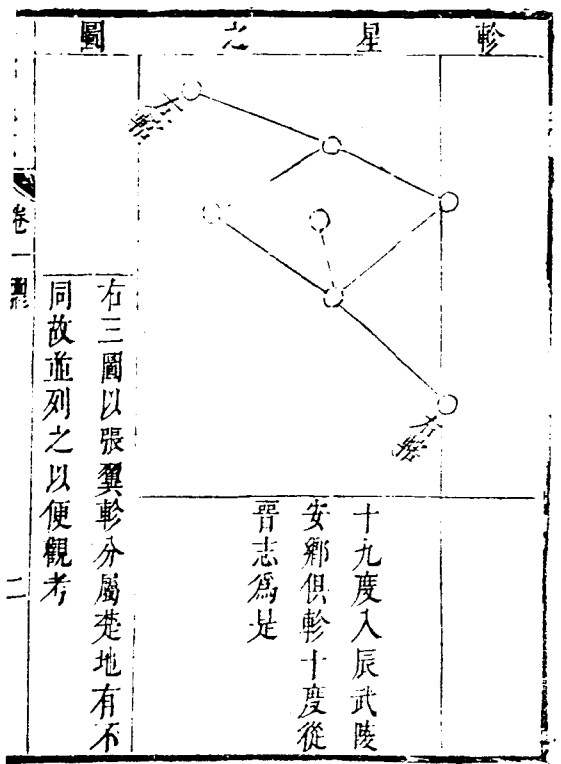 軫星之圖
左轄
右轄
十九度入辰武陵
安鄉俱軫十度從
晉志爲是
右三圖以張翼軫分屬楚地有不
同故並列之以便觀考
卷一
二